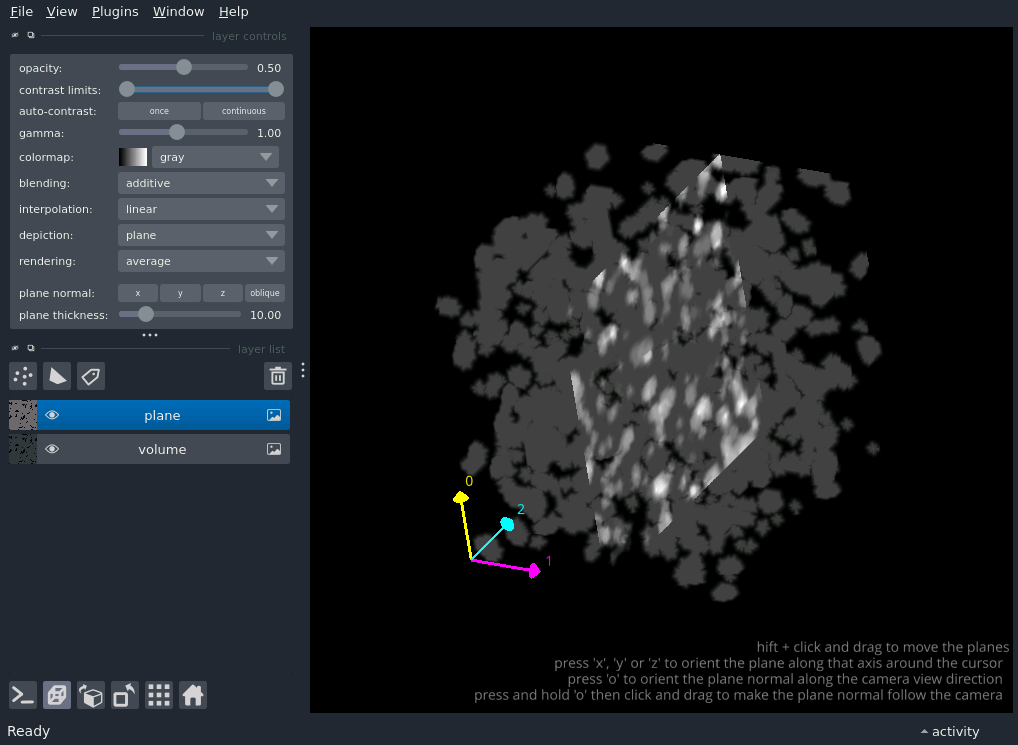 File View Plugins Window Help
layer controls
opacity: 0.50
contrast limits:
auto-contrast: once continuous
gamma: 1.00
colormap: gray
blending: additive
interpolation: linear
depiction: plane
rendering: average
plane normal: x y z oblique
plane thickness: 10.00
layer list
plane
volume
0
2
1
hift + click and drag to move the planes
press 'x', 'y' or 'z' to orient the plane along that axis around the cursor
press 'o' to orient the plane normal along the camera view direction
press and hold 'o' then click and drag to make the plane normal follow the camera
Ready activity